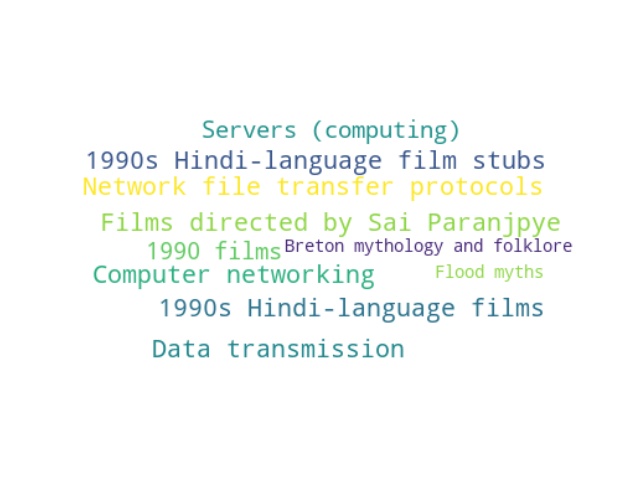 Servers (computing)
1990s Hindi-language film stubs
Network file transfer protocols
Films directed by Sai Paranjpye
1990 films
Breton mythology and folklore
Computer networking
Flood myths
1990s Hindi-language films
Data transmission